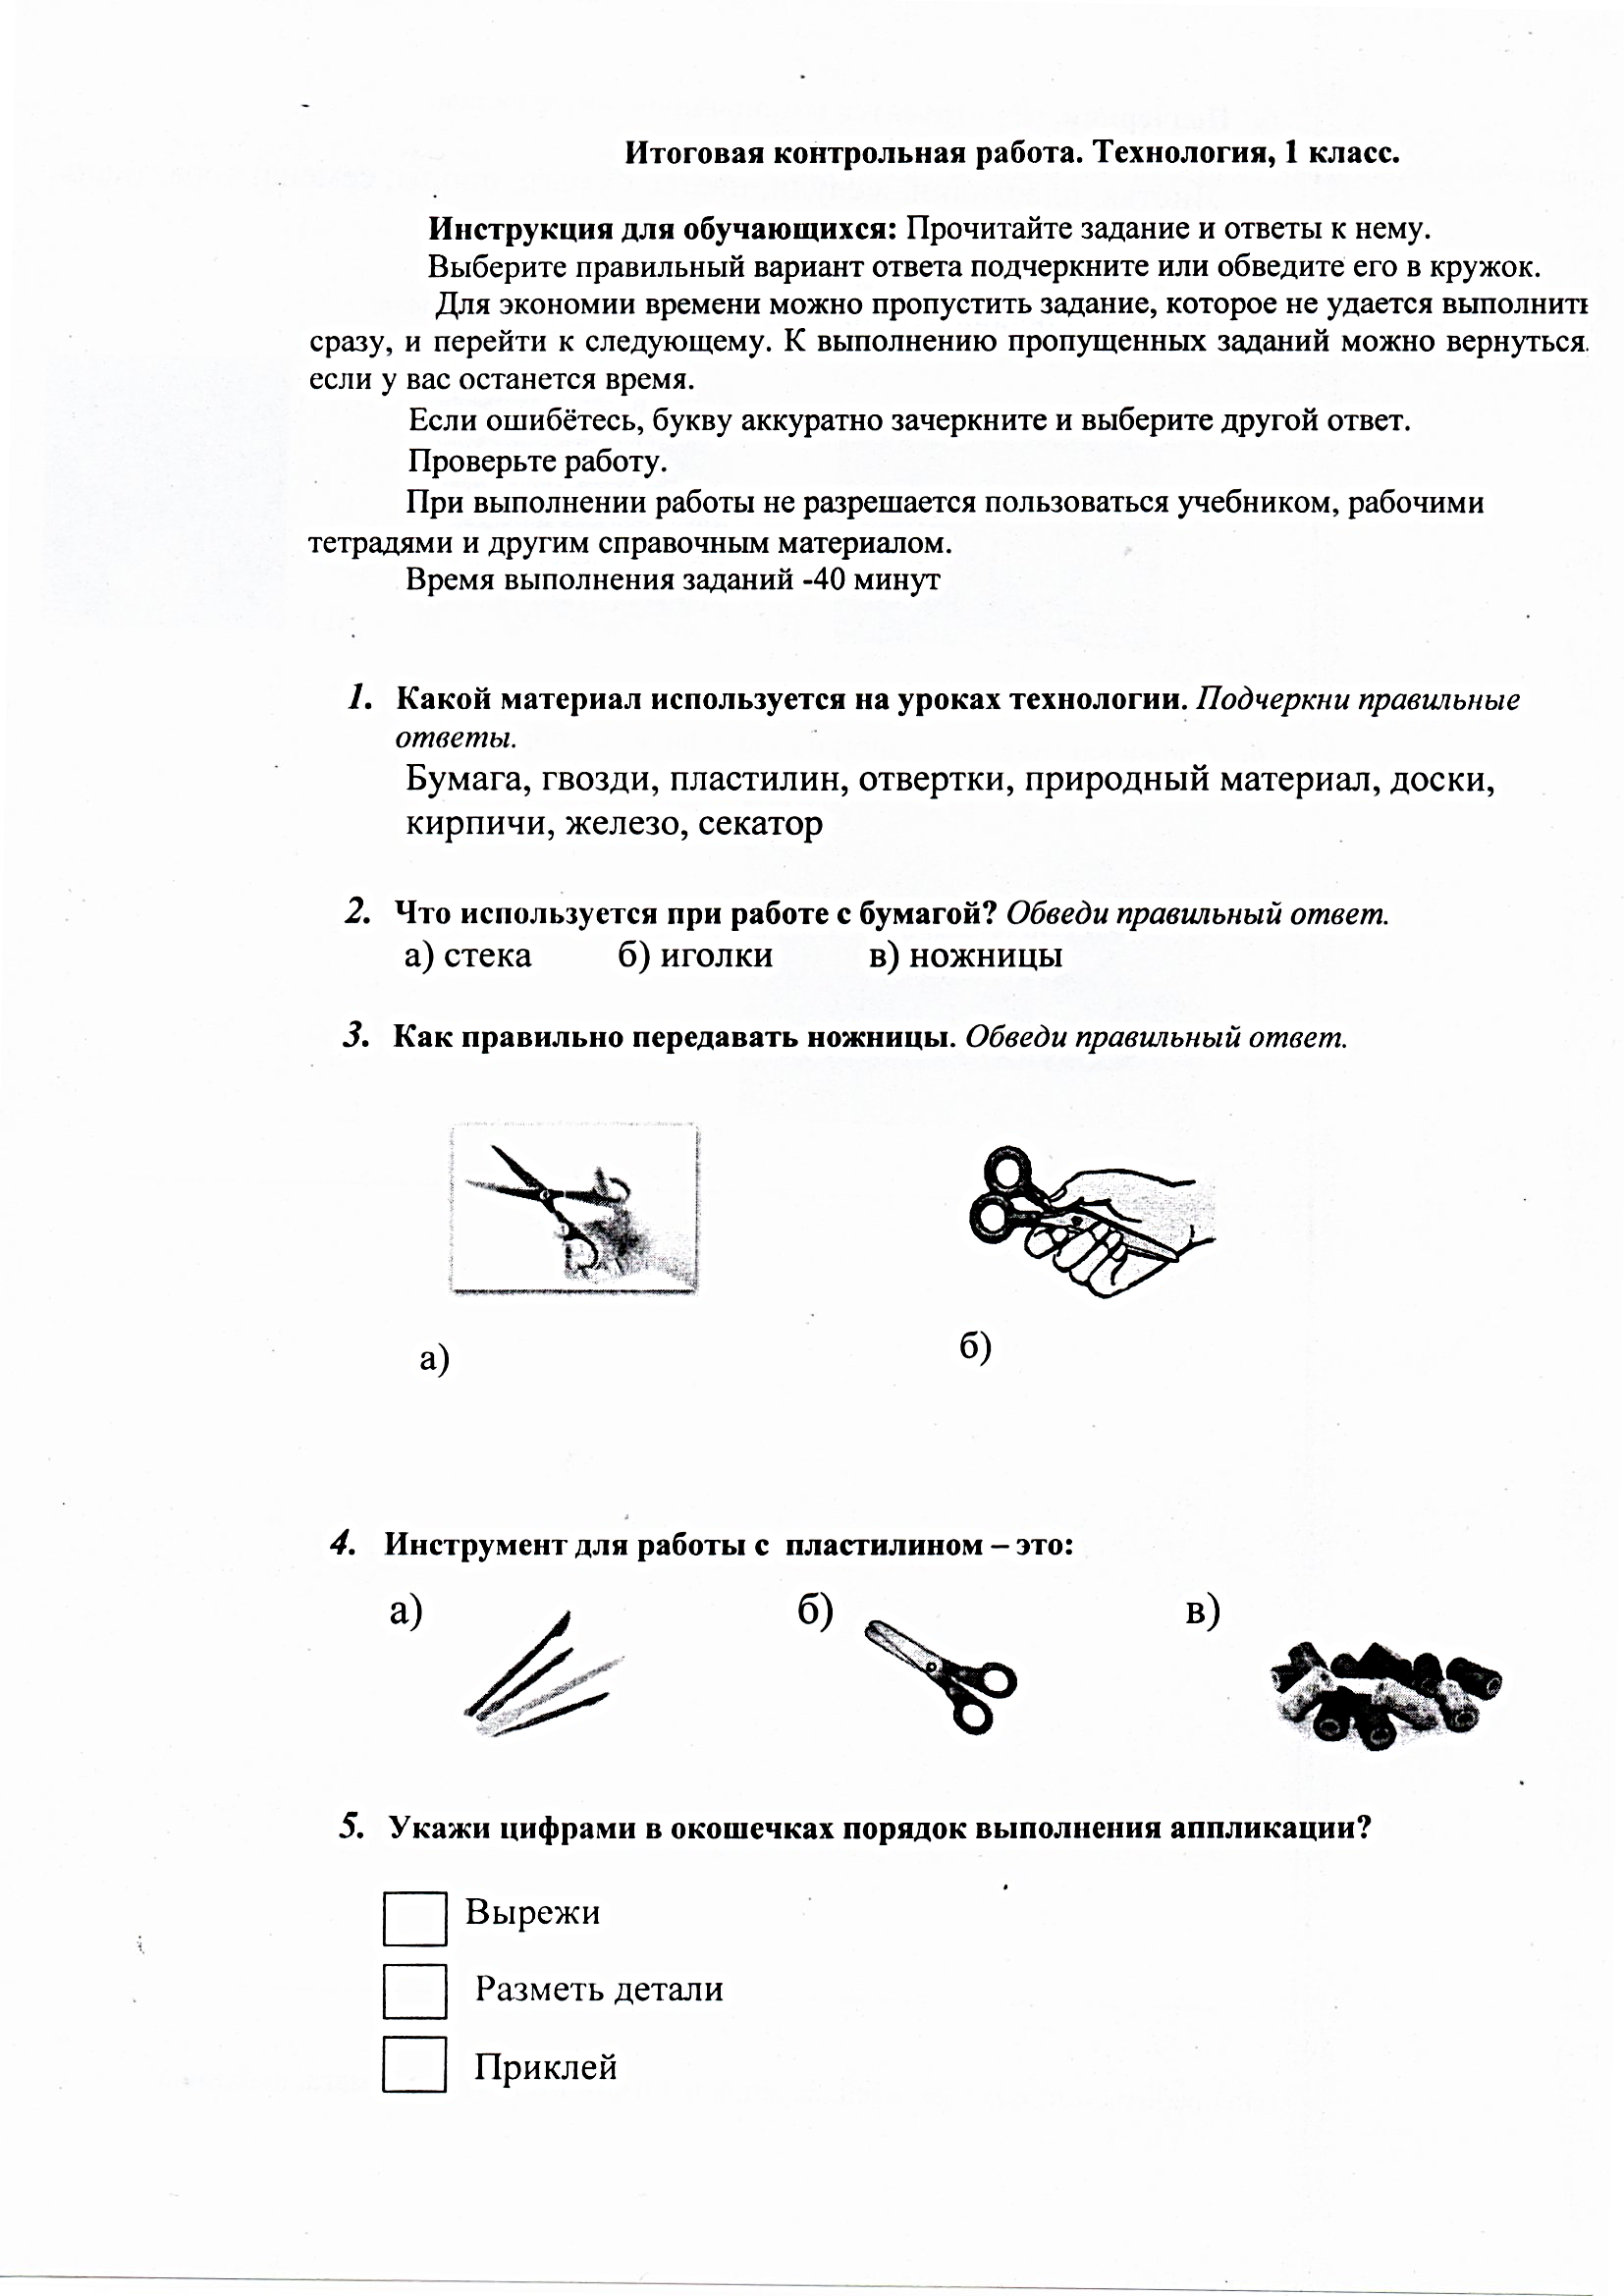 Итоговая контрольная работа. Технология, 1 класс.
Инструкция для обучающихся: Прочитайте задание и ответы к нему.
Выберите правильный вариант ответа подчеркните или обведите его в кружок.
Для экономии времени можно пропустить задание, которое не удается выполнить
сразу, и перейти к следующему. К выполнению пропущенных заданий можно вернуться.
если у вас останется время.
Если ошибётесь, букву аккуратно зачеркните и выберите другой ответ.
Проверьте работу.
При выполнении работы не разрешается пользоваться учебником, рабочими
тетрадями и другим справочным материалом.
Время выполнения заданий -40 минут
1. Какой материал используется на уроках технологии. Подчеркни правильные
ответы.
Бумага, гвозди, пластилин, отвертки, природный материал, доски,
кирпичи, железо, секатор
2. Что используется при работе с бумагой? Обведи правильный ответ.
а) стека б) иголки в) ножницы
3. Как правильно передавать ножницы. Обведи правильный ответ.
а) б)
4. Инструмент для работы с пластилином – это:
а) б) в)
5. Укажи цифрами в окошечках порядок выполнения аппликации?
Вырежи
Разметь детали
Приклей